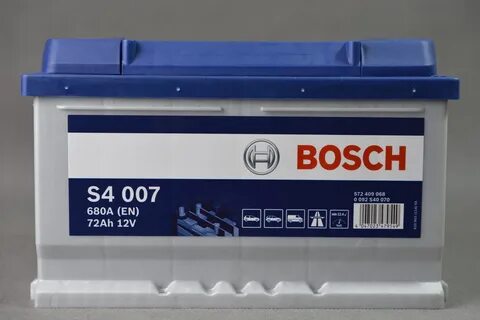 BOSCH
S4 007
680A (EN)
72Ah 12V
572 409 068
0 092 S40 070